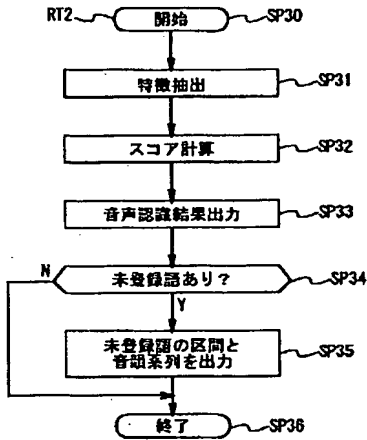 RT2
開始
SP30
特徴抽出
SP31
スコア計算
SP32
音声認識結果出力
SP33
未登録語あり?
SP34
N
Y
未登録語の区間と
音韻系列を出力
SP35
終了
SP36